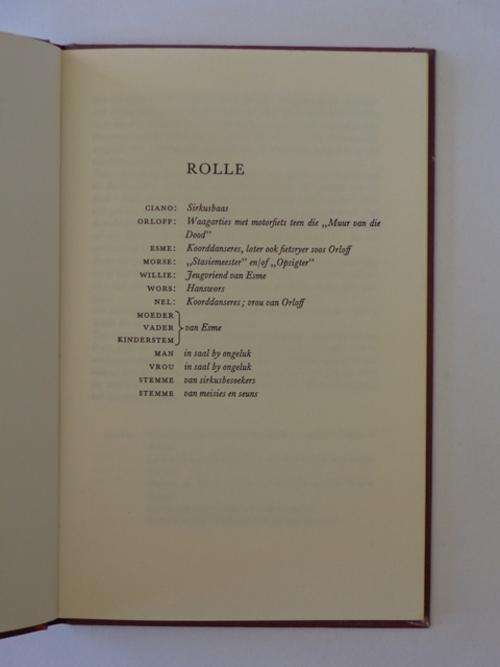 ROLLE
CIANO: Sirkusbaas
ORLOFF: Waagarties met motorfiets teen die „Muur van die
Dood”
ESME: Koorddanseres, later ook fietsryer soos Orloff
MORSE: „Stasiemeester” en/of „Opsigter”
WILLIE: Jeugvriend van Esme
WORS: Hanswors
NEL: Koorddanseres; vrou van Orloff
MOEDER
VADER van Esme
KINDERSTEM
MAN in saal by ongeluk
VROU in saal by ongeluk
STEMME van sirkusbesoekers
STEMME van meisies en seuns